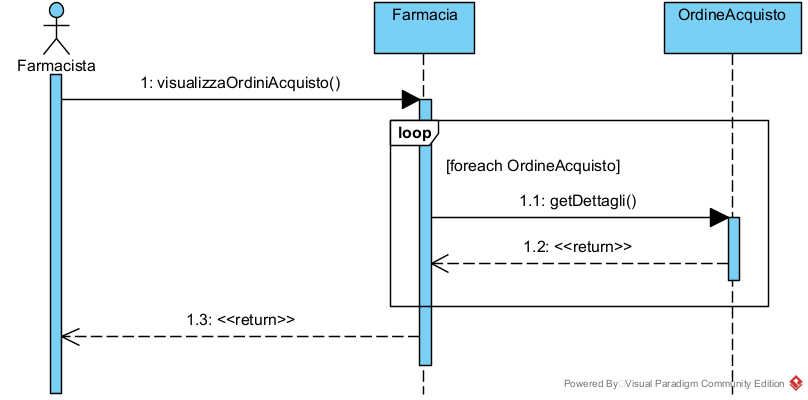 Farmacia
OrdineAcquisto
Farmacista
1: visualizzaOrdiniAcquisto()
loop
[foreach OrdineAcquisto]
1.1: getDettagli()
1.2: <<return>>
1.3: <<return>>
Powered By Visual Paradigm Community Edition